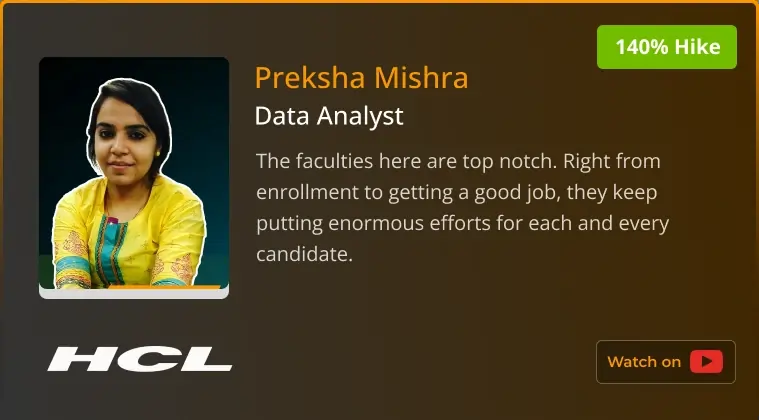 140% Hike
Preksha Mishra
Data Analyst
The faculties here are top notch. Right from
enrollment to getting a good job, they keep
putting enormous efforts for each and every
candidate.
HCL
Watch on